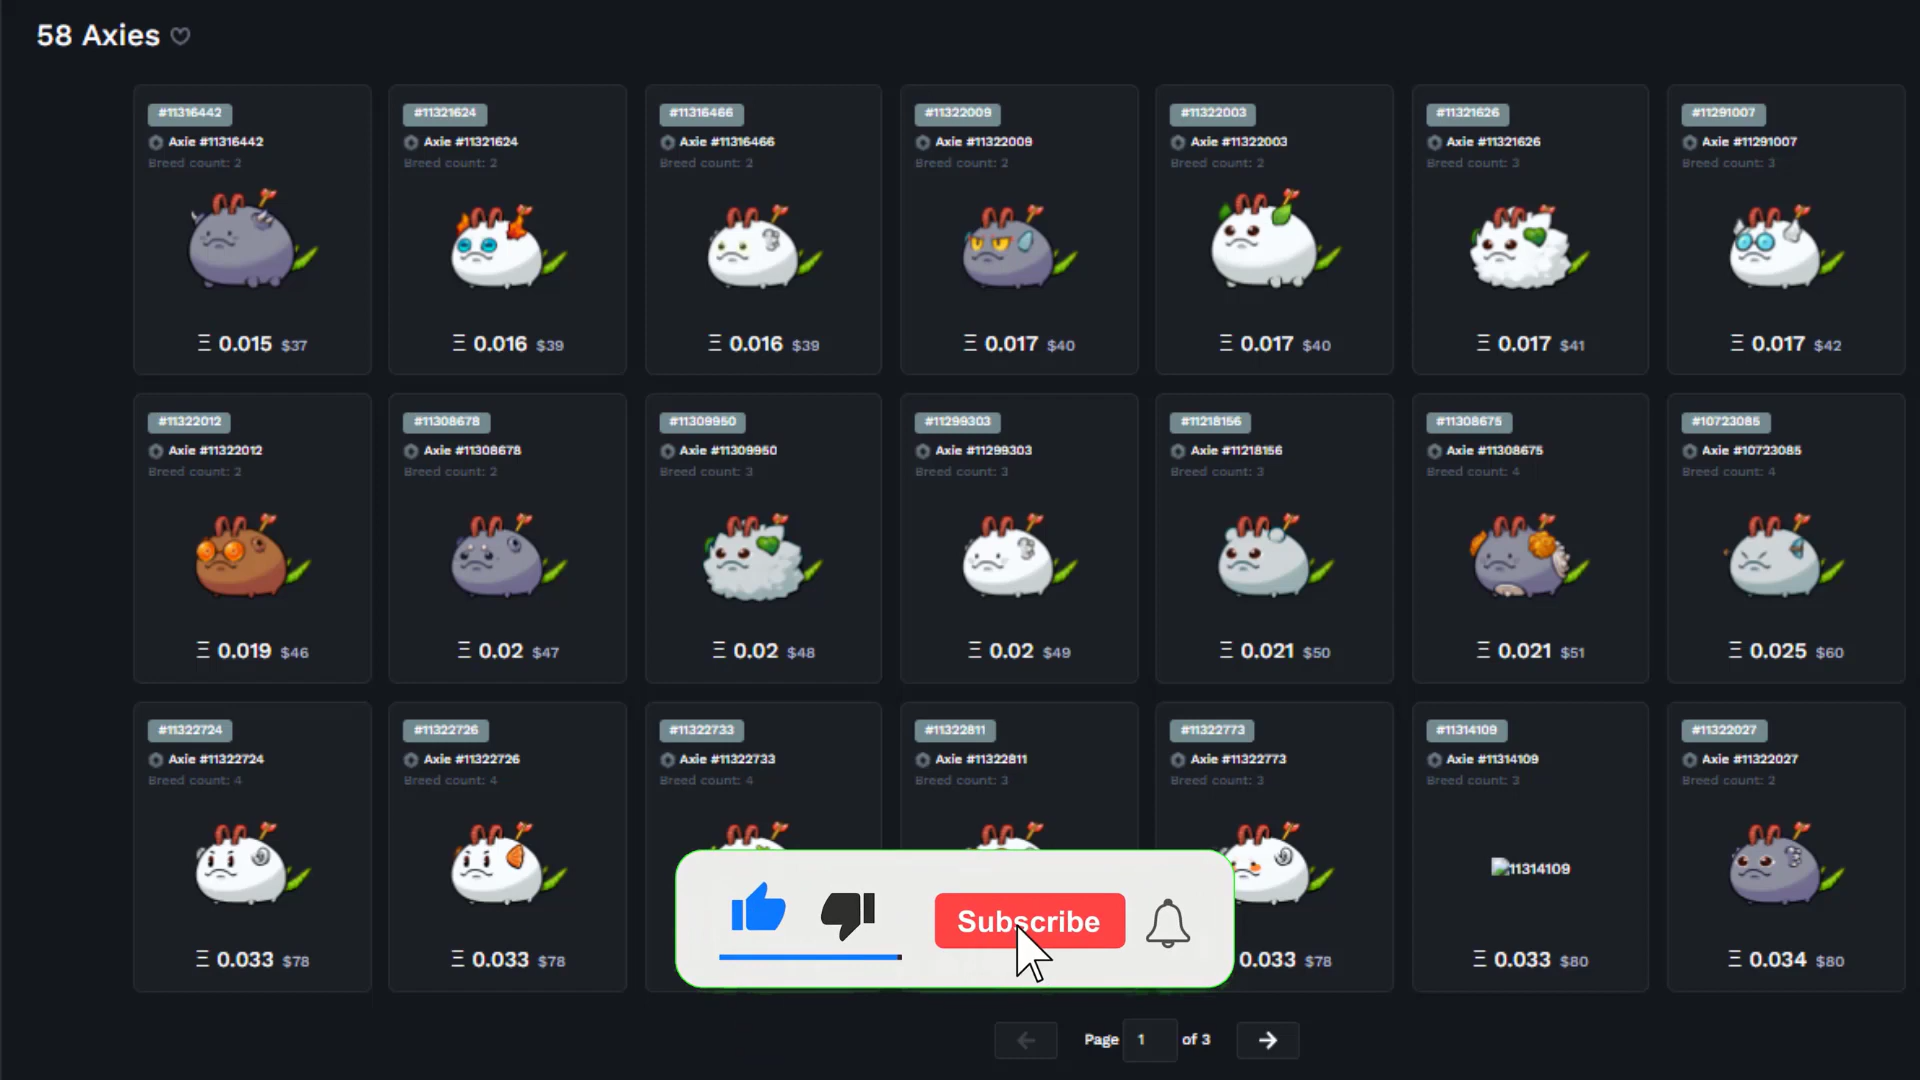 58 Axies
#11316442
Axie #11316442
Breed count: 2
Ξ 0.015 $37
#11321624
Axie #11321624
Breed count: 2
Ξ 0.016 $39
#11316466
Axie #11316466
Breed count: 2
Ξ 0.016 $39
#11322009
Axie #11322009
Breed count: 2
Ξ 0.017 $40
#11322003
Axie #11322003
Breed count: 2
Ξ 0.017 $40
#11321626
Axie #11321626
Breed count: 3
Ξ 0.017 $41
#11291007
Axie #11291007
Breed count: 3
Ξ 0.017 $42
#11322012
Axie #11322012
Breed count: 2
Ξ 0.019 $46
#11308678
Axie #11308678
Breed count: 2
Ξ 0.02 $47
#11309950
Axie #11309950
Breed count: 3
Ξ 0.02 $48
#11299303
Axie #11299303
Breed count: 3
Ξ 0.02 $49
#11218156
Axie #11218156
Breed count: 3
Ξ 0.021 $50
#11308675
Axie #11308675
Breed count: 4
Ξ 0.021 $51
#10723085
Axie #10723085
Breed count: 4
Ξ 0.025 $60
#11322724
Axie #11322724
Breed count: 4
Ξ 0.033 $78
#11322726
Axie #11322726
Breed count: 4
Ξ 0.033 $78
#11322733
Axie #11322733
Breed count: 4
#11322811
Axie #11322811
Breed count: 3
#11322773
Axie #11322773
Breed count: 3
0.033 $78
#11314109
Axie #11314109
Breed count: 3
11314109
Ξ 0.033 $80
#11322027
Axie #11322027
Breed count: 2
Ξ 0.034 $80
Subscribe
Page 1 of 3